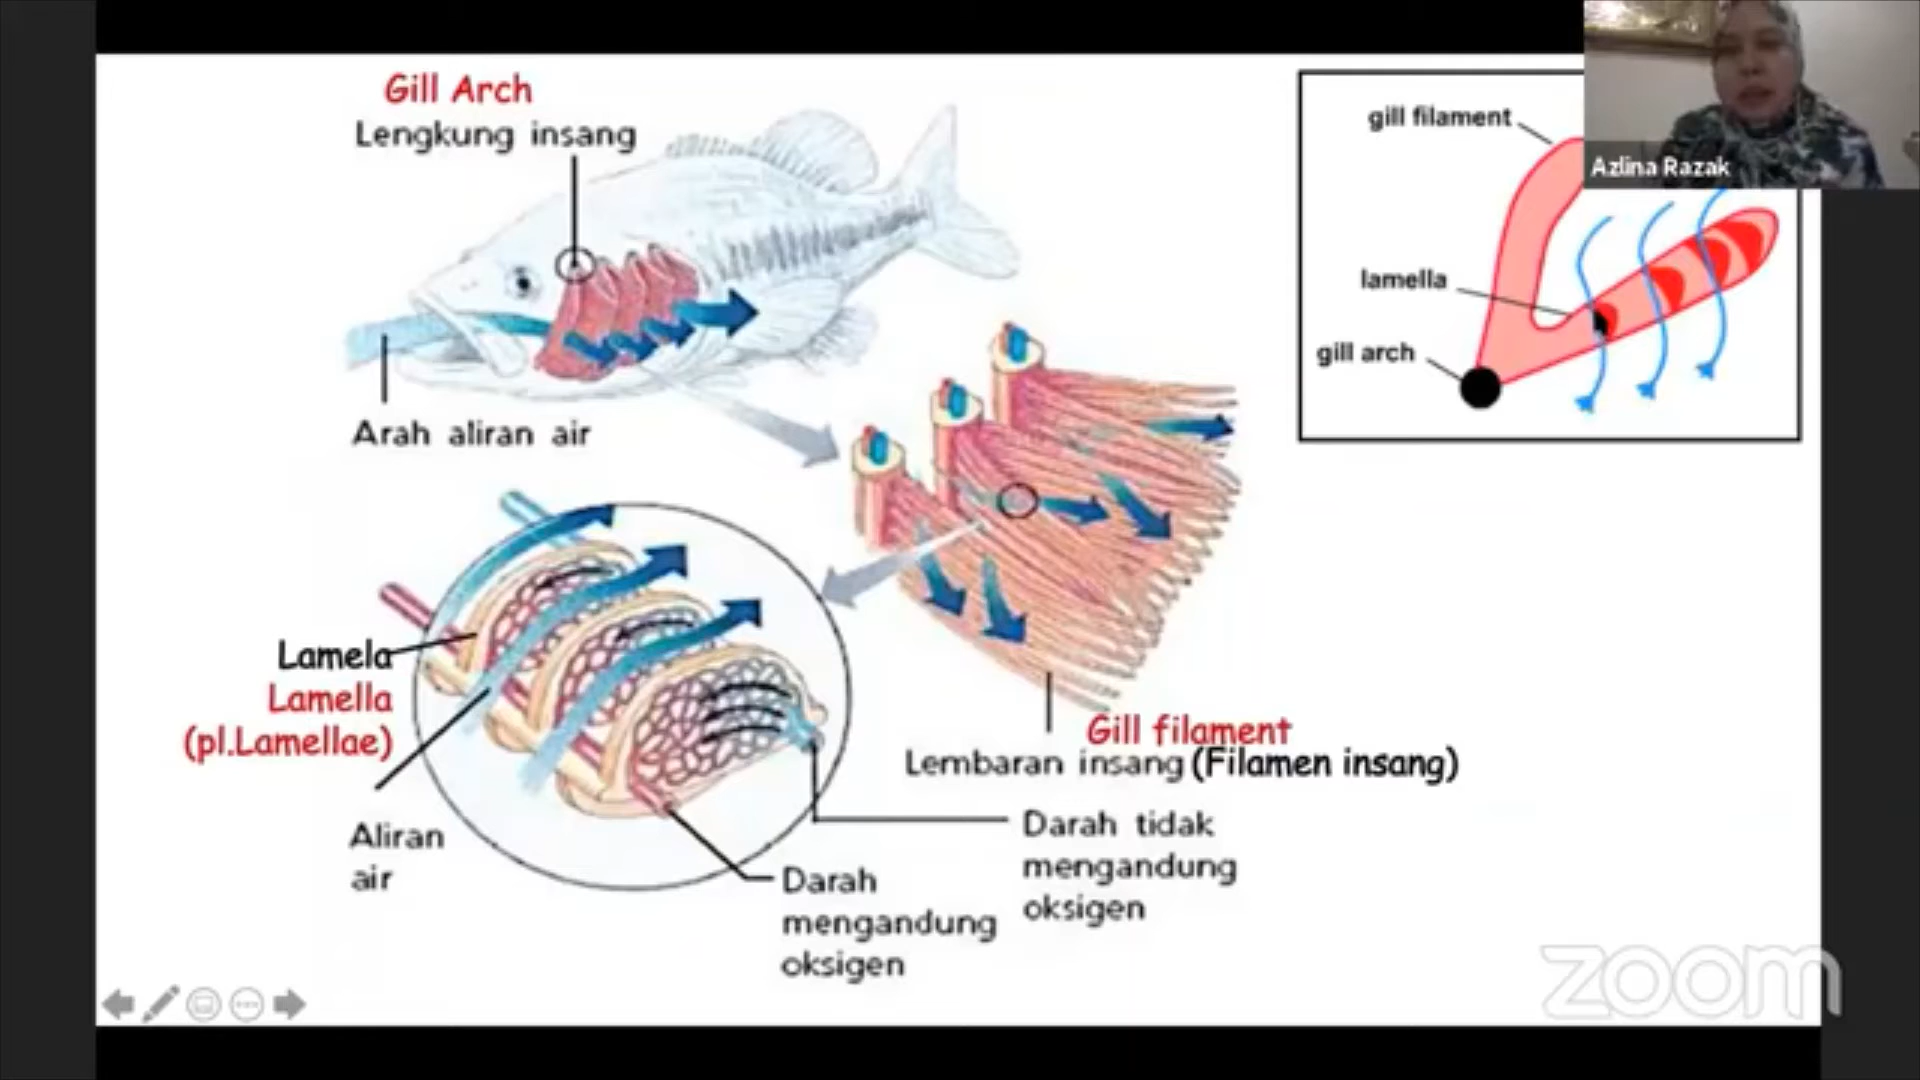 Gill Arch
Lengkung insang
Arah aliran air
gill filament
Azlina Razak
lamella
gill arch
Lamela
Lamella
(pl.Lamellae)
Aliran
air
Gill filament
Lembaran insang (Filamen insang)
Darah tidak
mengandung
oksigen
Darah
mengandung
oksigen
zoom